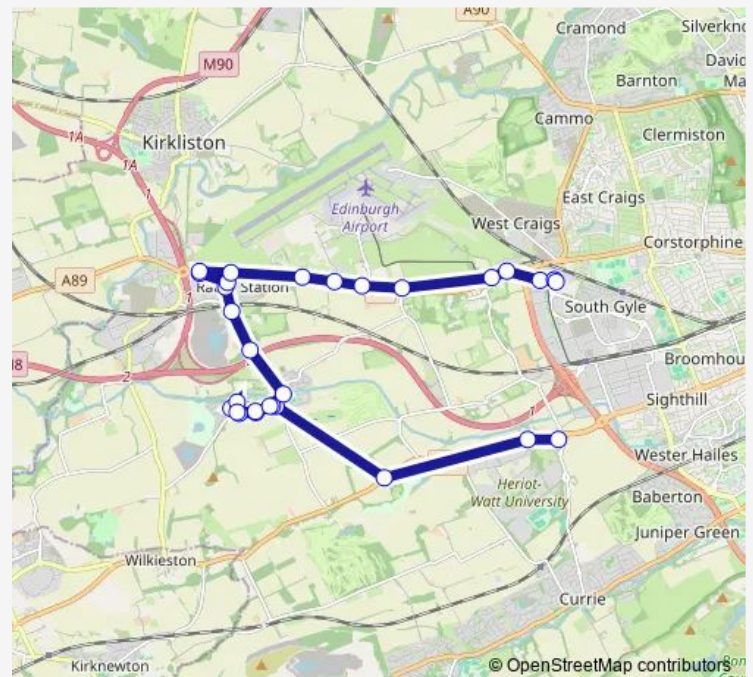 A90
Cramond
Silverkn
M90
David
Ma
Barnton
1A
Cammo
Kirkliston
Clermiston
1A
1
East Craigs
Edinburgh
Airport
West Craigs
Corstorphine
A89
Station
South Gyle
1
Broomhou
2
Sighthill
1
Wester Hailes
Heriot-
Watt University
Baberton
Juniper Green
Wilkieston
Currie
Kirknewton
© OpenStreetMap contributors